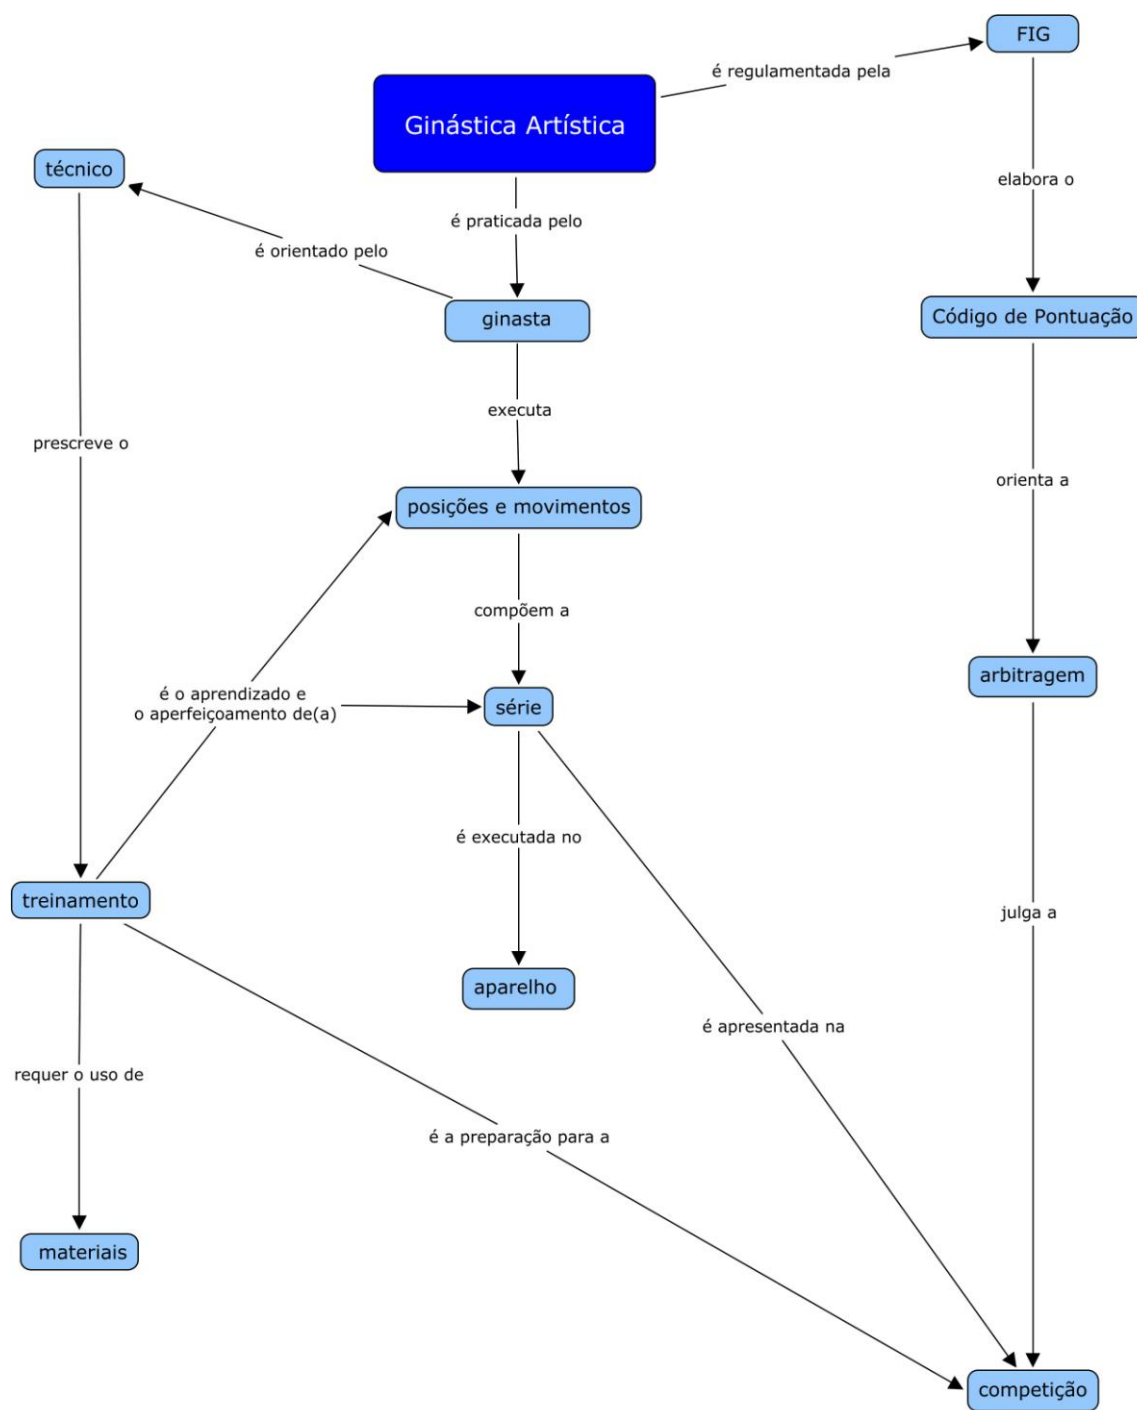 FIG
é regulamentada pela
Ginástica Artística
técnico
elabora o
é praticada pelo
é orientado pelo
ginasta
Código de Pontuação
executa
prescreve o
orienta a
posições e movimentos
compõem a
arbitragem
é o aprendizado e
o aperfeiçoamento de(a)
série
é executada no
treinamento
julga a
aparelho
é apresentada na
requer o uso de
é a preparação para a
materiais
competição